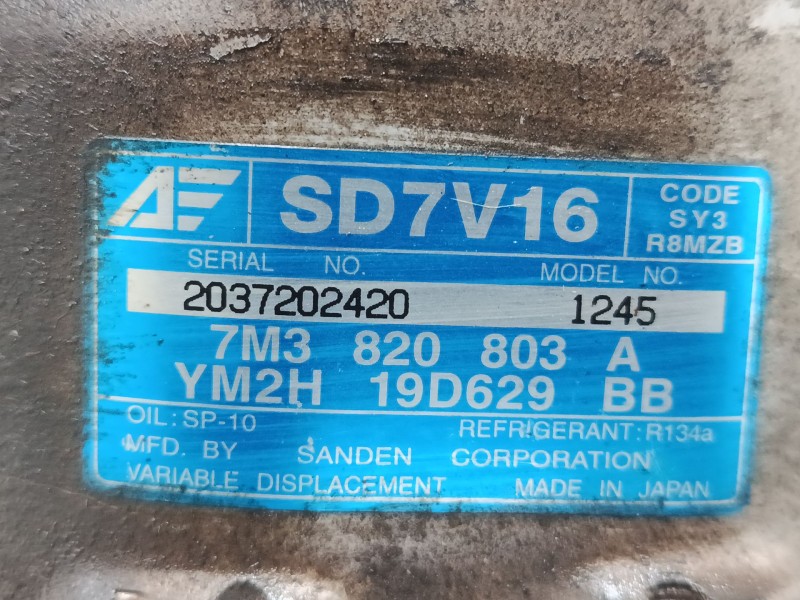 AF SD7V16 CODE
SY3
R8MZB
SERIAL NO. MODEL NO.
2037202420 1245
7M3 820 803 A
YM2H 19D629 BB
OIL: SP-10 REFRIGERANT: R134a
MFD. BY SANDEN CORPORATION
VARIABLE DISPLACEMENT MADE IN JAPAN